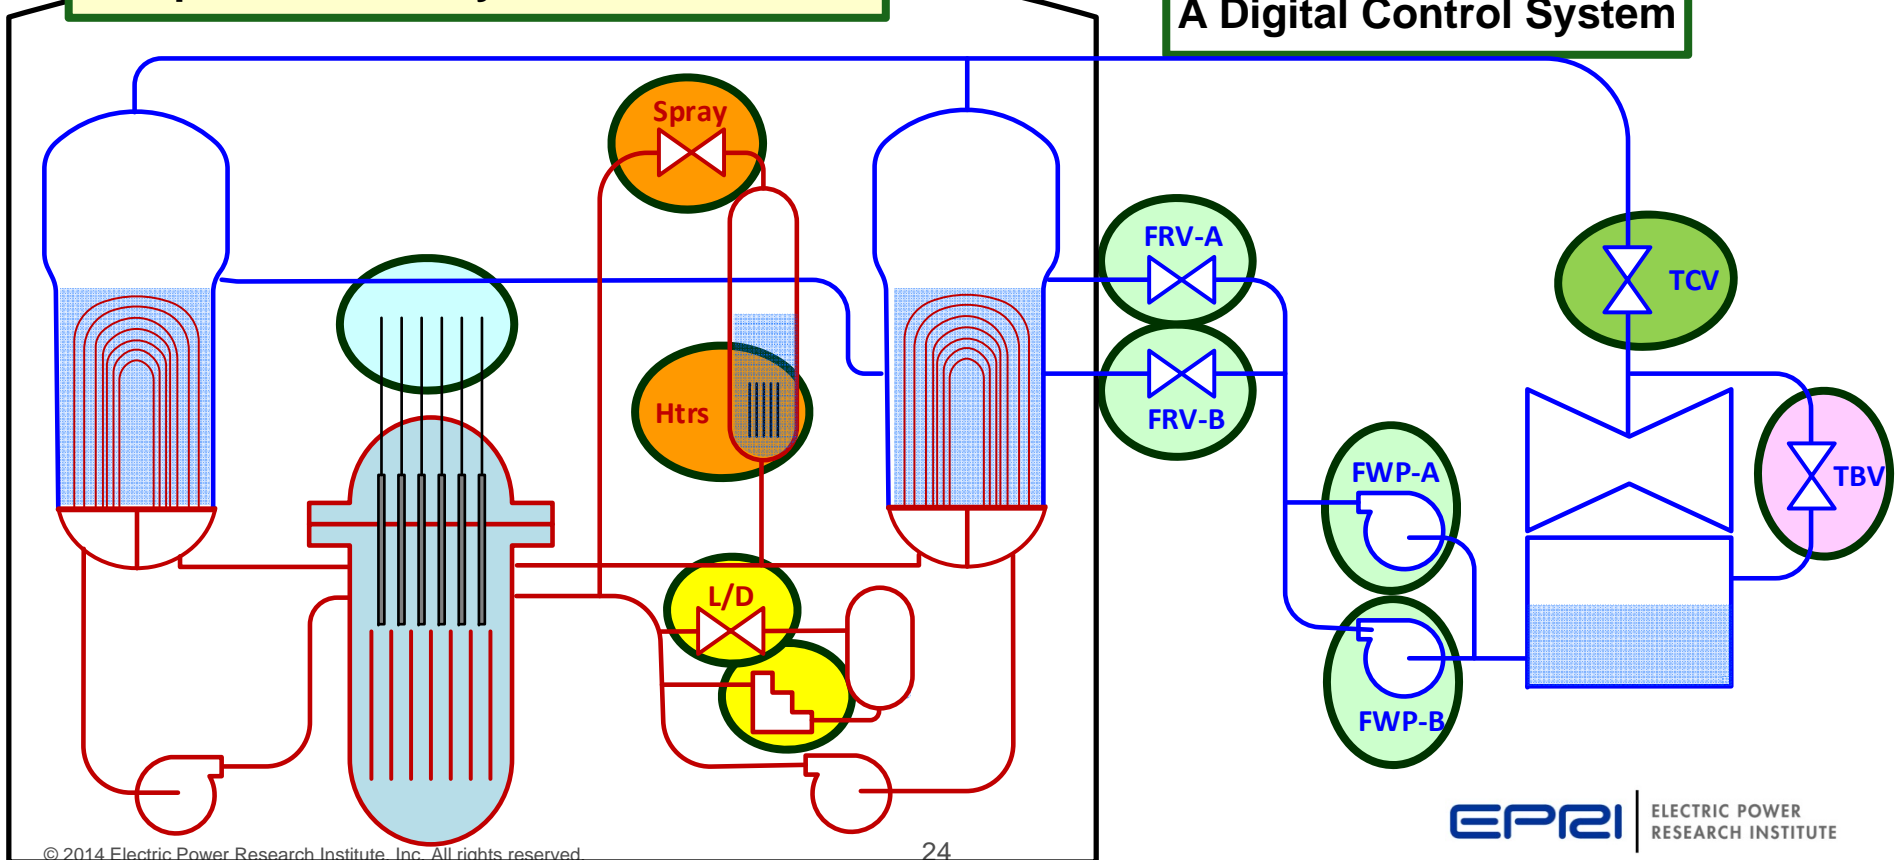 A Digital Control System
Spray
FRV-A
TCV
Htrs
FRV-B
FWP-A
TBV
L/D
FWP-B
EPRI
ELECTRIC POWER
RESEARCH INSTITUTE
© 2014 Electric Power Research Institute, Inc. All rights reserved.
24